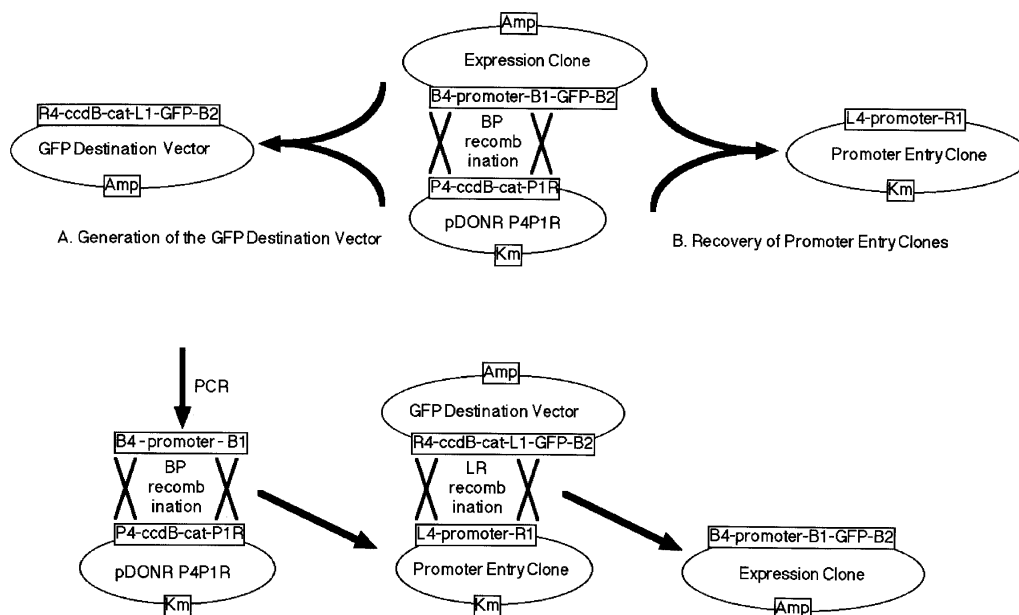 Amp
Expression Clone
B4-promoter-B1-GFP-B2
R4-ccdB-cat-L1-GFP-B2
GFP Destination Vector
Amp
BP
recomb
ination
L4-promoter-R1
Promoter Entry Clone
Km
P4-ccdB-cat-P1R
pDONR P4P1R
Km
A. Generation of the GFP Destination Vector
B. Recovery of Promoter Entry Clones
PCR
B4-promoter-B1
BP
recomb
ination
P4-ccdB-cat-P1R
pDONR P4P1R
Km
Amp
GFP Destination Vector
R4-ccdB-cat-L1-GFP-B2
LR
recomb
ination
L4-promoter-R1
Promoter Entry Clone
Km
B4-promoter-B1-GFP-B2
Expression Clone
Amp